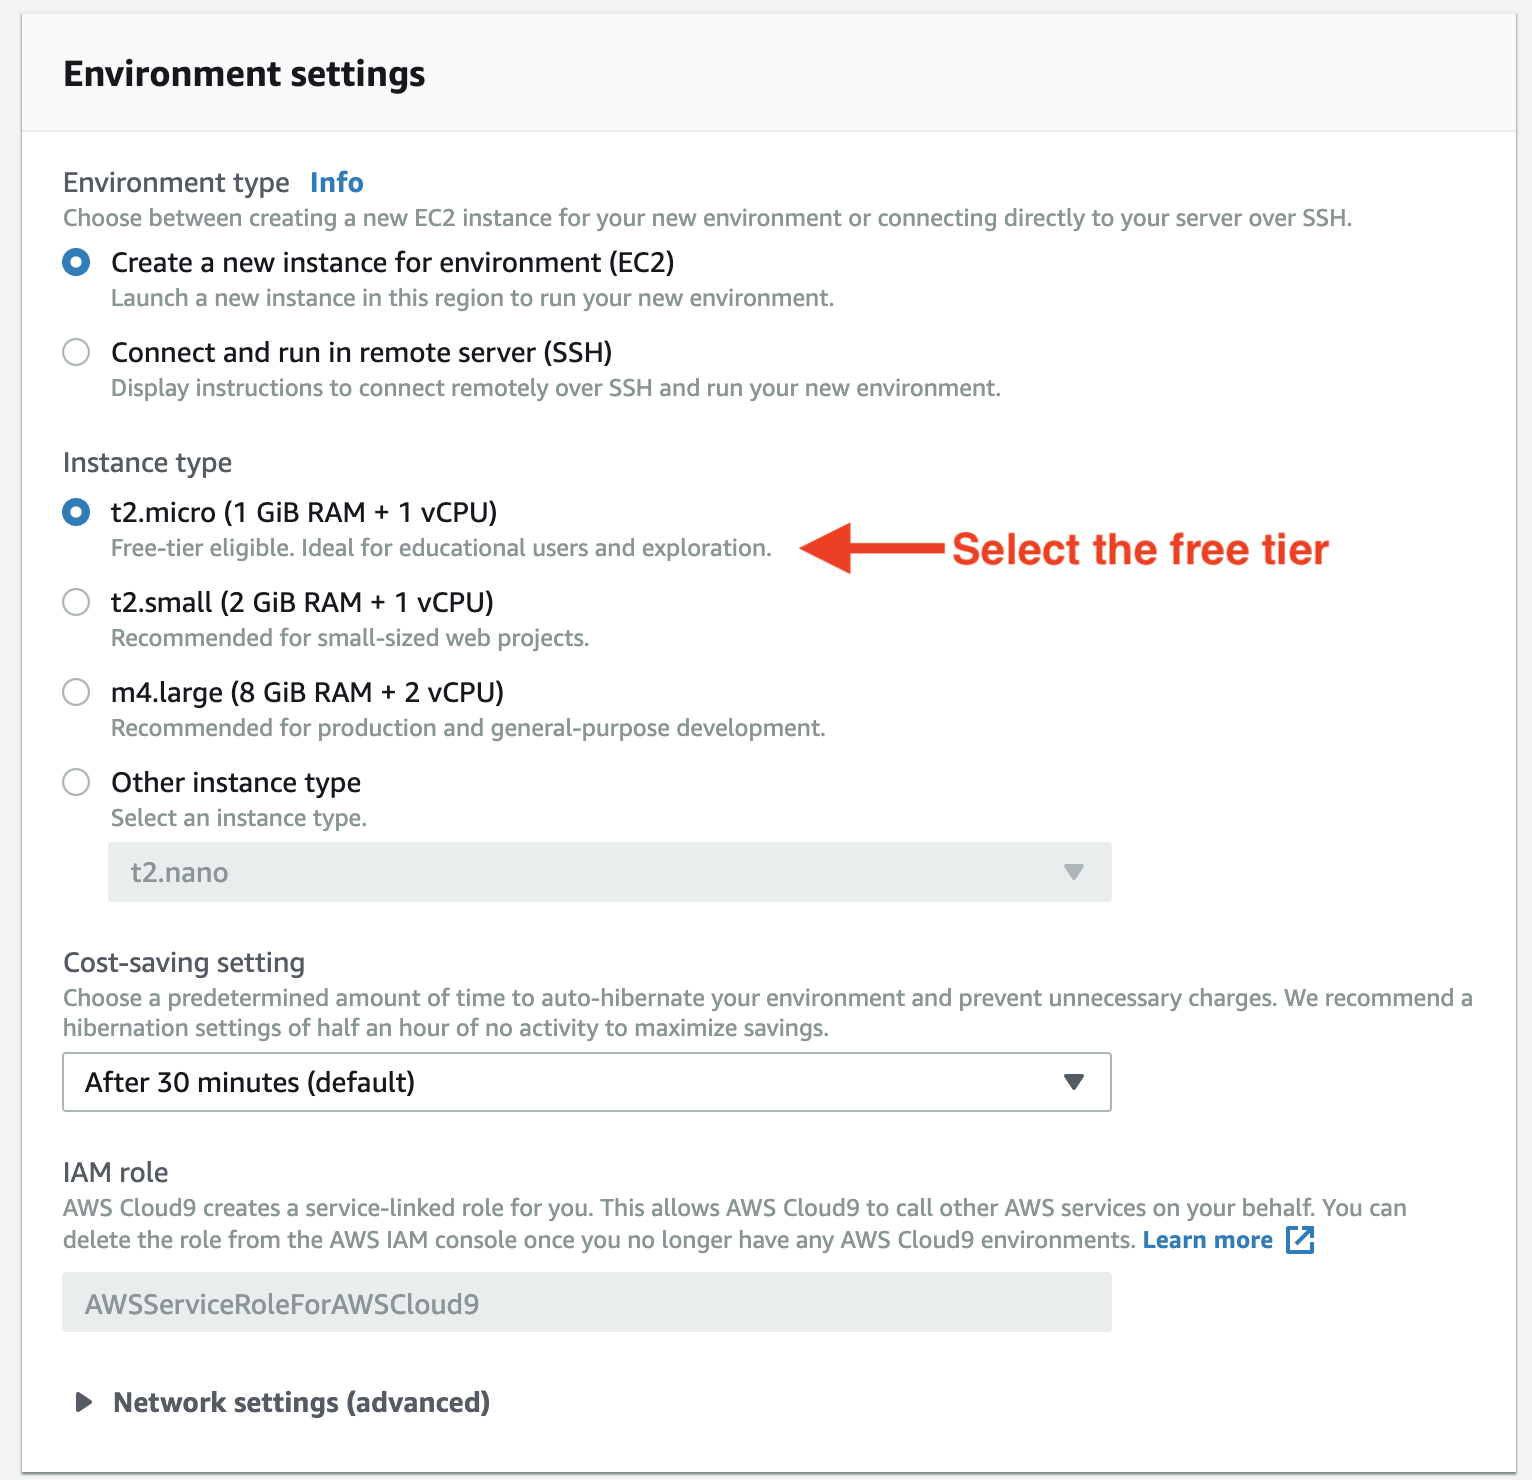 Environment settings
Environment type Info
Choose between creating a new EC2 instance for your new environment or connecting directly to your server over SSH.
Create a new instance for environment (EC2)
Launch a new instance in this region to run your new environment.
Connect and run in remote server (SSH)
Display instructions to connect remotely over SSH and run your new environment.
Instance type
t2.micro (1 GiB RAM + 1 vCPU)
Free-tier eligible. Ideal for educational users and exploration.
Select the free tier
t2.small (2 GiB RAM + 1 vCPU)
Recommended for small-sized web projects.
m4.large (8 GiB RAM + 2 vCPU)
Recommended for production and general-purpose development.
Other instance type
Select an instance type.
t2.nano
Cost-saving setting
Choose a predetermined amount of time to auto-hibernate your environment and prevent unnecessary charges. We recommend a
hibernation settings of half an hour of no activity to maximize savings.
After 30 minutes (default)
IAM role
AWS Cloud9 creates a service-linked role for you. This allows AWS Cloud9 to call other AWS services on your behalf. You can
delete the role from the AWS IAM console once you no longer have any AWS Cloud9 environments. Learn more
AWSServiceRoleForAWSCloud9
Network settings (advanced)